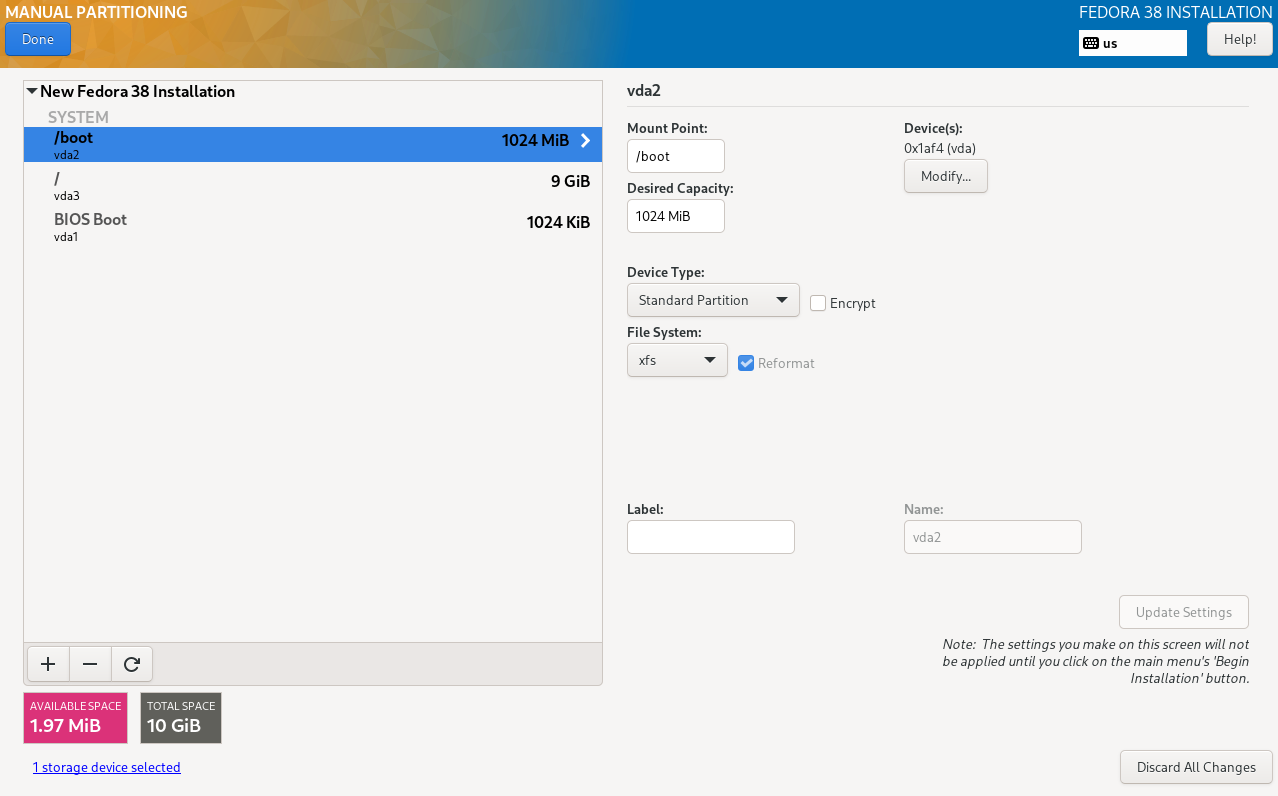 MANUAL PARTITIONING
FEDORA 38 INSTALLATION
Done
us
Help!
New Fedora 38 Installation
SYSTEM
/boot
1024 MiB
vda2
/
9 GiB
vda3
BIOS Boot
1024 KiB
vda1
AVAILABLE SPACE
1.97 MiB
TOTAL SPACE
10 GiB
1 storage device selected
vda2
Mount Point:
/boot
Desired Capacity:
1024 MiB
Device(s):
0x1af4 (vda)
Modify...
Device Type:
Standard Partition
Encrypt
File System:
xfs
Reformat
Label:
Name:
vda2
Update Settings
Note: The settings you make on this screen will not
be applied until you click on the main menu's 'Begin
Installation' button.
Discard All Changes